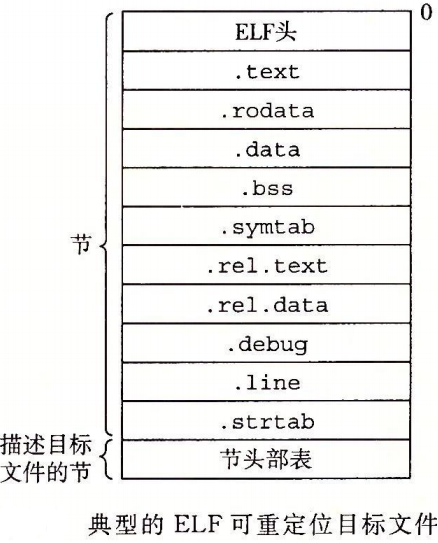 0
ELF头
.text
.rodata
.data
.bss
.symtab
节
.rel.text
.rel.data
.debug
.line
.strtab
描述目标
文件的节
节头部表
典型的 ELF 可重定位目标文件